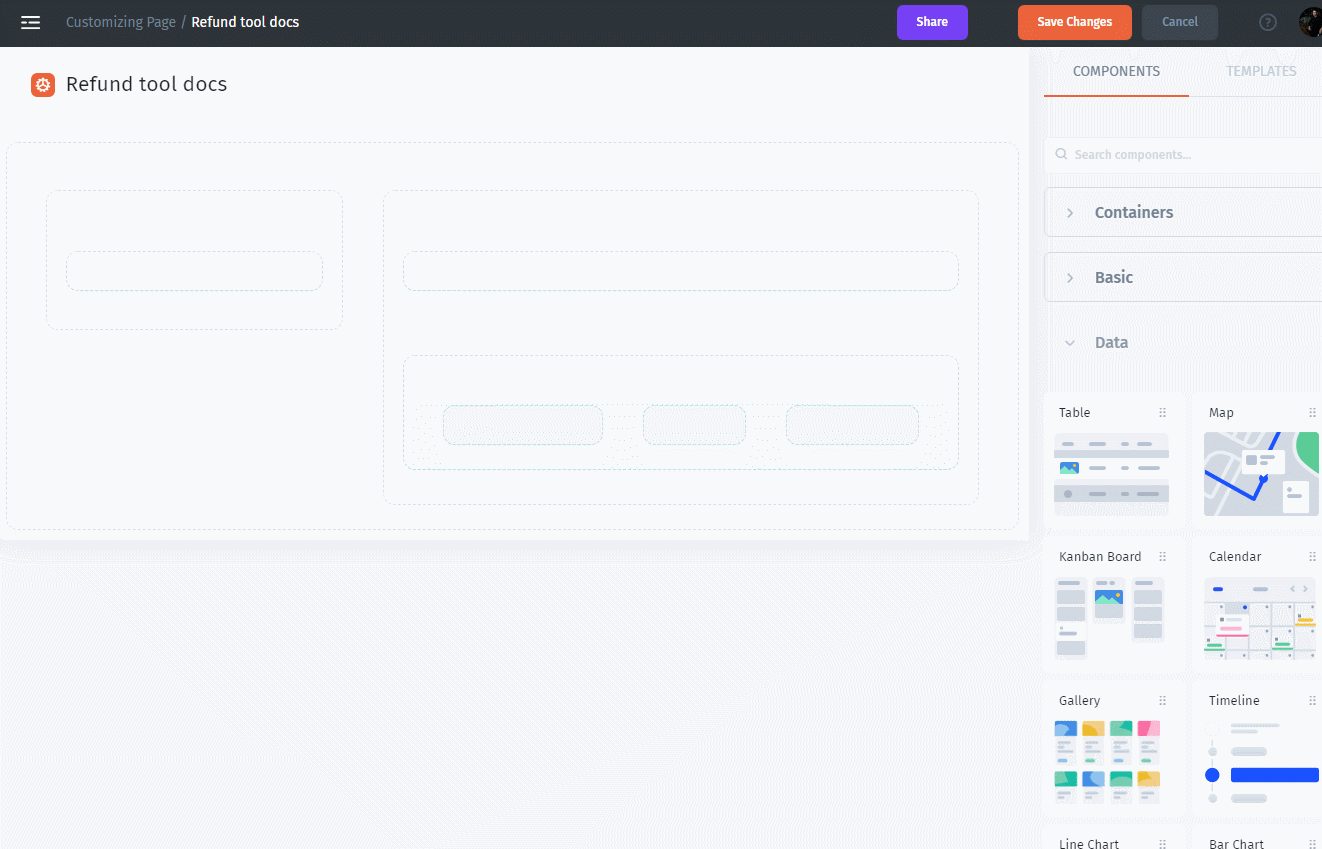 Customizing Page / Refund tool docs
Share
Save Changes
Cancel
?
Refund tool docs
COMPONENTS
TEMPLATES
Search components...
Containers
Basic
Data
Table
Map
Kanban Board
Calendar
Gallery
Timeline
Line Chart
Bar Chart